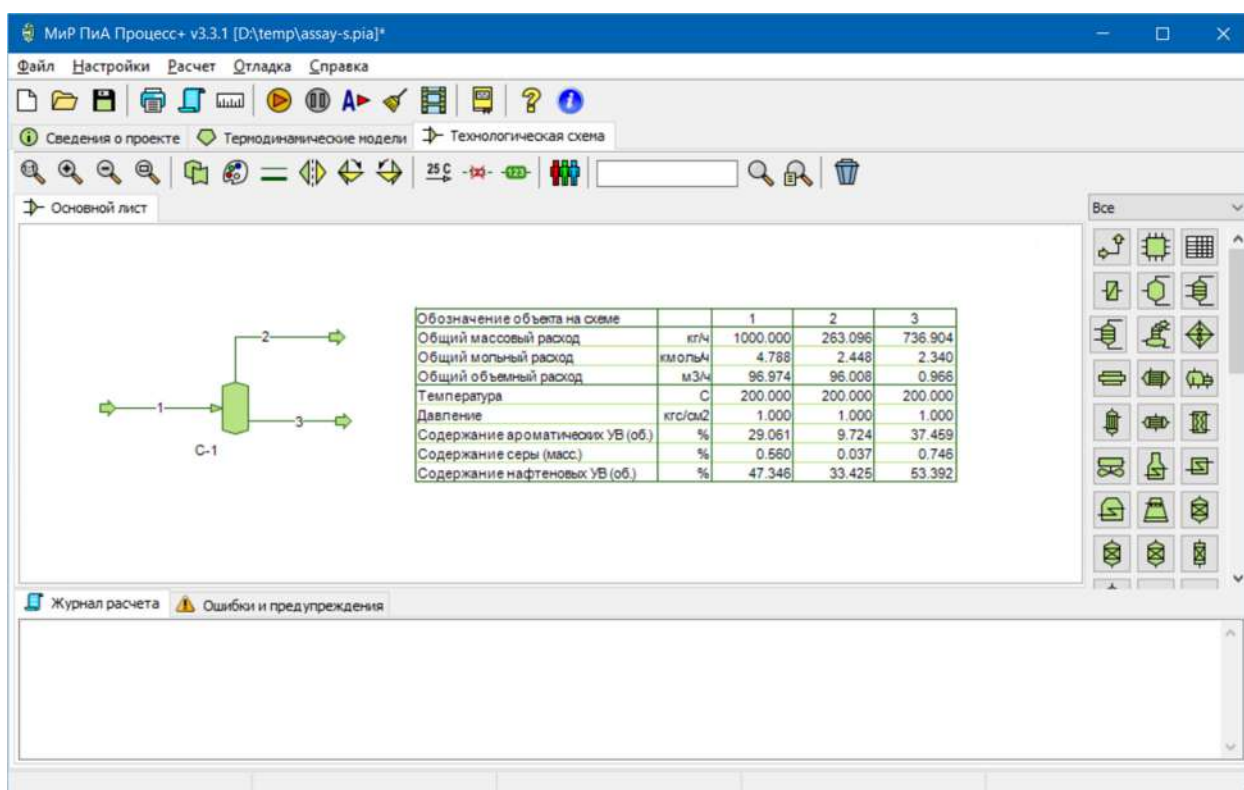 МиР ПиА Процесс+ v3.3.1 [D:\temp\assay-s.pia]*
Файл Настройки Расчет Отладка Справка
Сведения о проекте Термодинамические модели Технологическая схема
25 C
Основной лист
Все
1
2
3
C-1
Обозначение объекта на схеме 1 2 3
Общий массовый расход кг/ч 1000.000 263.096 736.904
Общий мольный расход кмоль/ч 4.788 2.448 2.340
Общий объемный расход м3/ч 96.974 96.008 0.966
Температура С 200.000 200.000 200.000
Давление кгс/см2 1.000 1.000 1.000
Содержание ароматических УВ (об.) % 29.061 9.724 37.459
Содержание серы (масс.) % 0.560 0.037 0.746
Содержание нафтеновых УВ (об.) % 47.346 33.425 53.392
Журнал расчета Ошибки и предупреждения